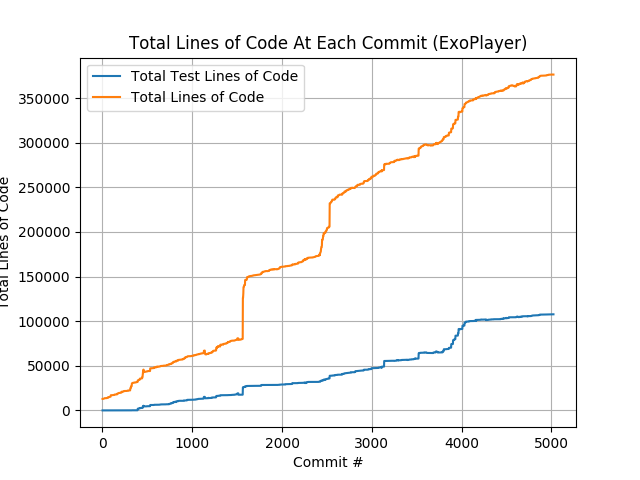 Total Lines of Code At Each Commit (ExoPlayer)
Total Test Lines of Code
Total Lines of Code
350000
300000
250000
200000
150000
100000
50000
0
Total Lines of Code
0 1000 2000 3000 4000 5000
Commit #